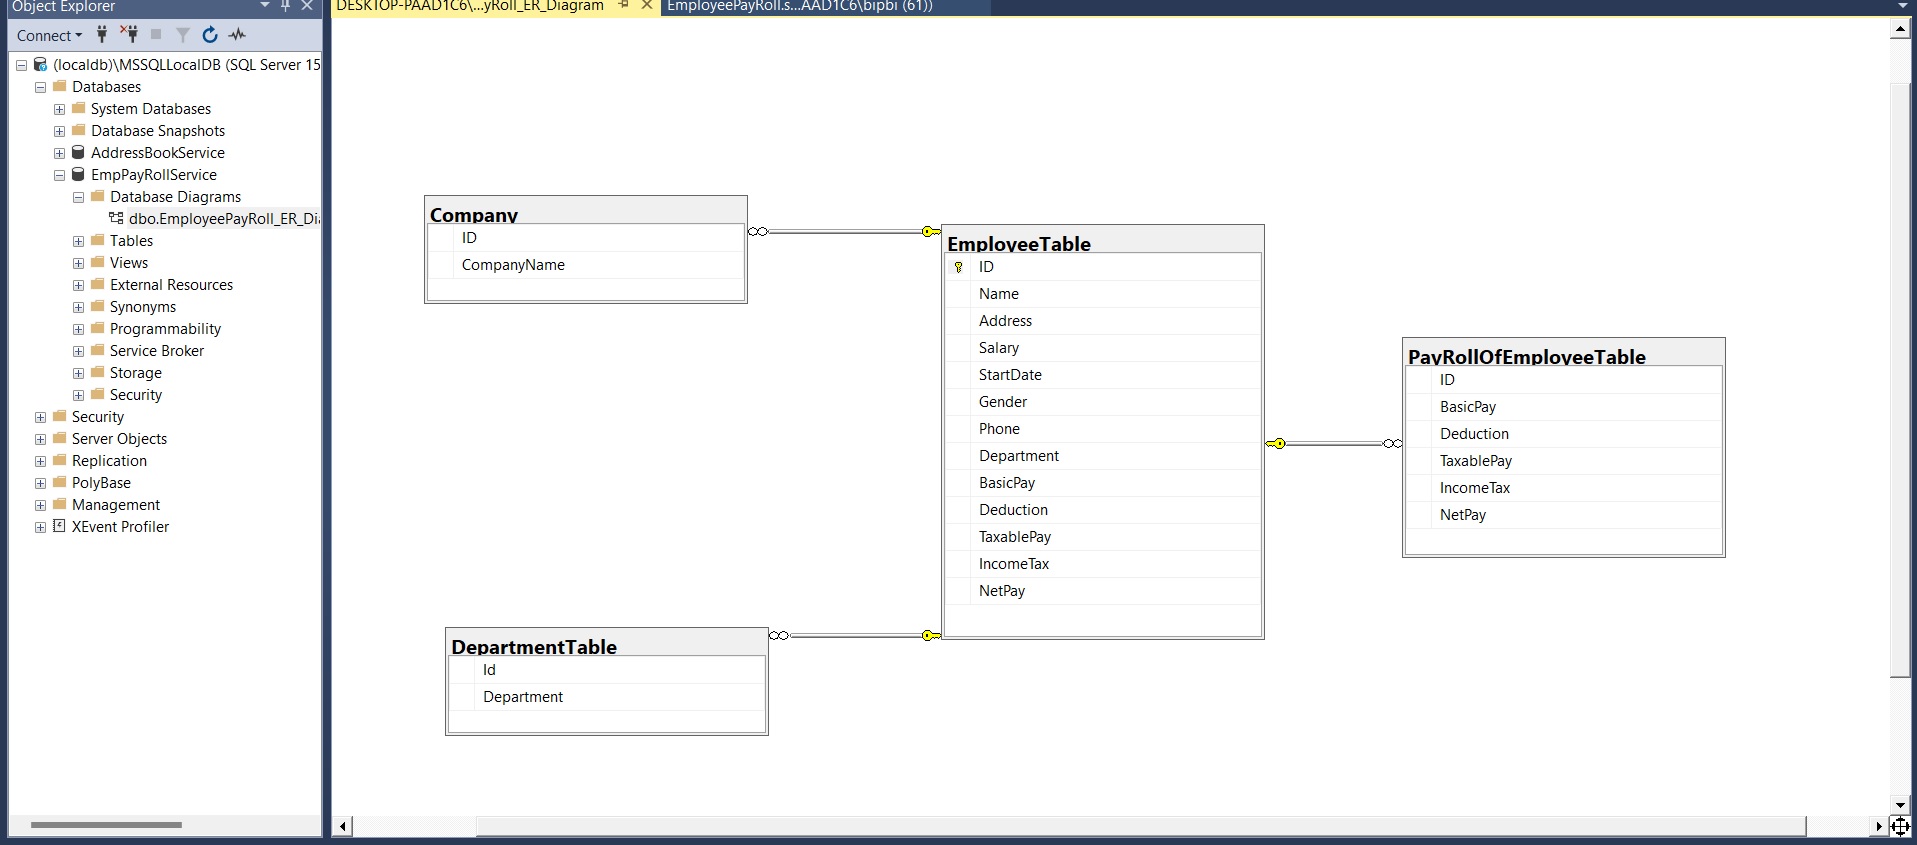 Object Explorer
Connect
(localdb)\MSSQLLocalDB (SQL Server 15
Databases
System Databases
Database Snapshots
AddressBookService
EmpPayRollService
Database Diagrams
dbo.EmployeePayRoll_ER_Di
Tables
Views
External Resources
Synonyms
Programmability
Service Broker
Storage
Security
Security
Server Objects
Replication
PolyBase
Management
XEvent Profiler
DESKTOP-PAAD1C6\...yRoll_ER_Diagram
EmployeePayRoll.s...AAD1C6\bipbi (61))
Company
ID
CompanyName
EmployeeTable
ID
Name
Address
Salary
StartDate
Gender
Phone
Department
BasicPay
Deduction
TaxablePay
IncomeTax
NetPay
PayRollOfEmployeeTable
ID
BasicPay
Deduction
TaxablePay
IncomeTax
NetPay
DepartmentTable
Id
Department